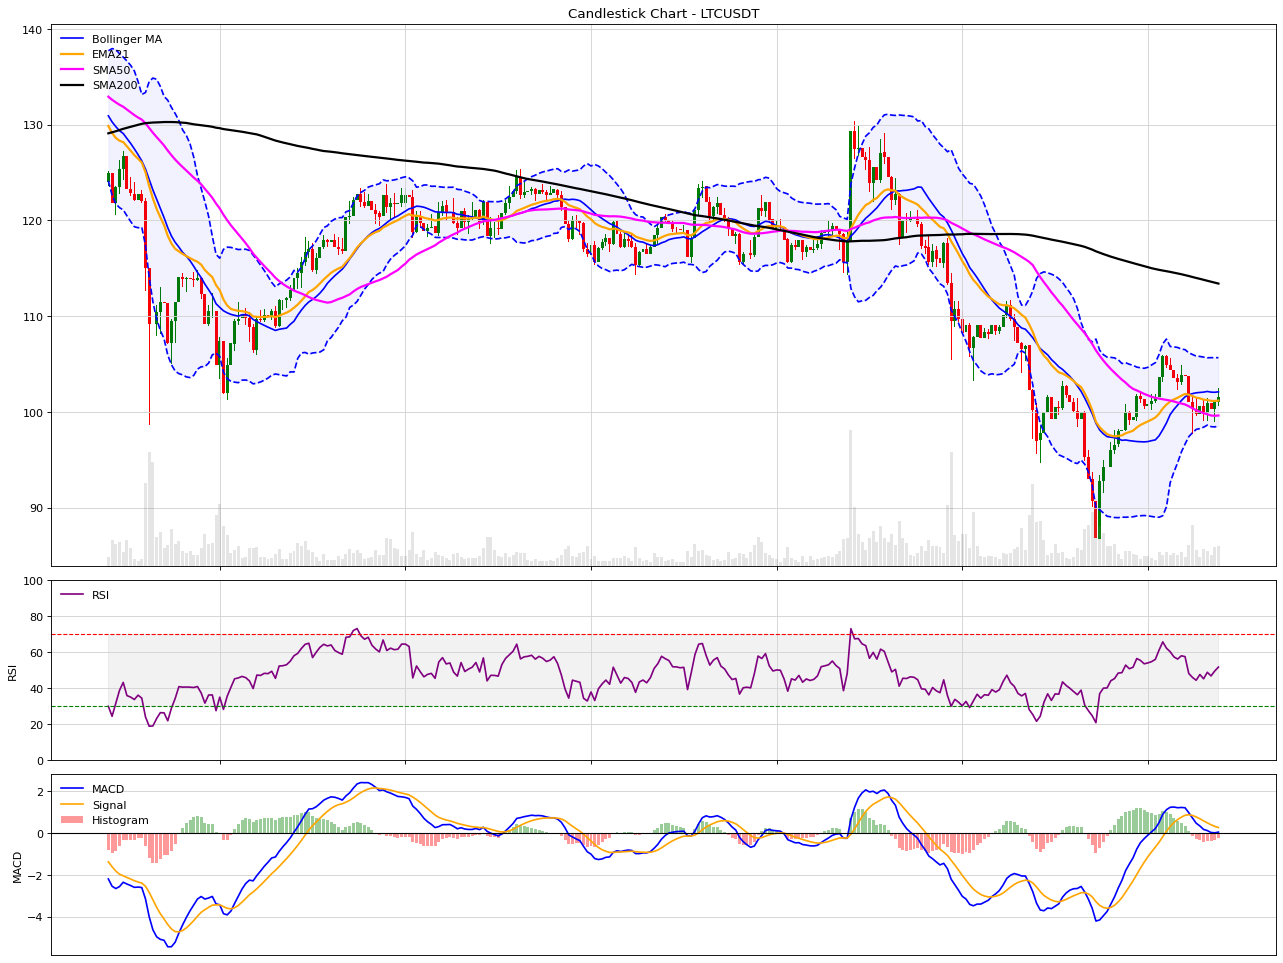 Candlestick Chart - LTCUSDT
Bollinger MA
EMA21
SMA50
SMA200
140
130
120
110
100
90
RSI
100
80
60
40
20
0
RSI
MACD
Signal
Histogram
2
0
−2
−4
MACD